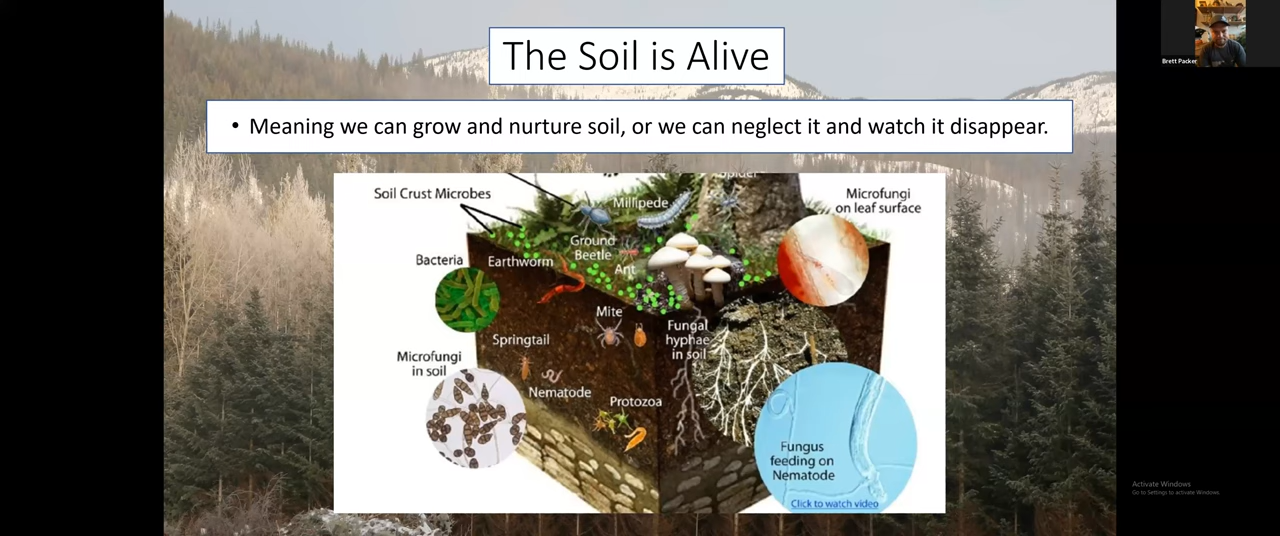 The Soil is Alive
Brett Packer
• Meaning we can grow and nurture soil, or we can neglect it and watch it disappear.
Spider
Soil Crust Microbes
Millipede
Microfungi
on leaf surface
Ground
Beetle
Bacteria
Earthworm
Ant
Mite
Fungal
hyphae
in soil
Springtail
Microfungi
in soil
Nematode
Protozoa
Fungus
feeding on
Nematode
Click to watch video
Activate Windows
Go to Settings to activate Windows.